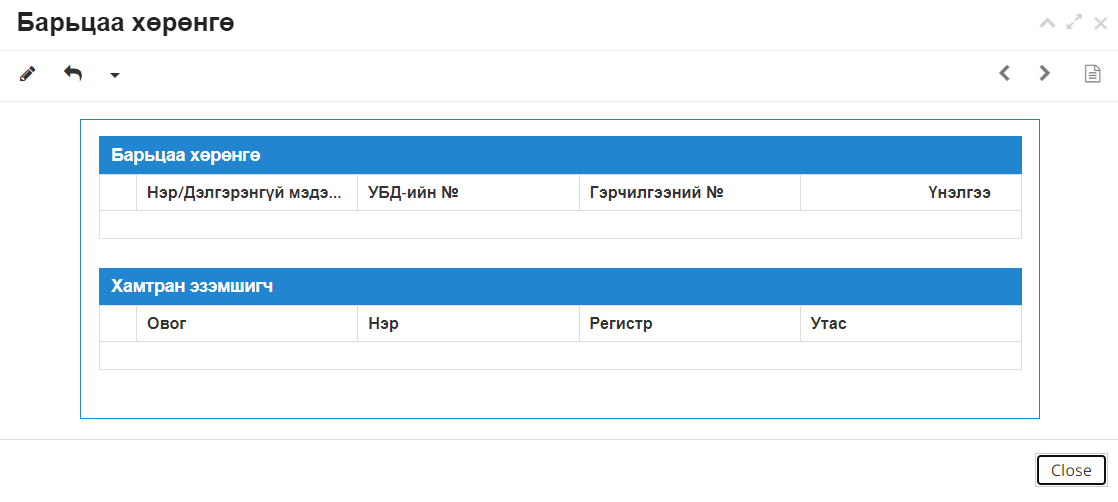 Барьцаа хөрөнгө
Барьцаа хөрөнгө
Нэр/Дэлгэрэнгүй мэдэ... УБД-ийн № Гэрчилгээний № Үнэлгээ
Хамтран эзэмшигч
Овог Нэр Регистр Утас
Close